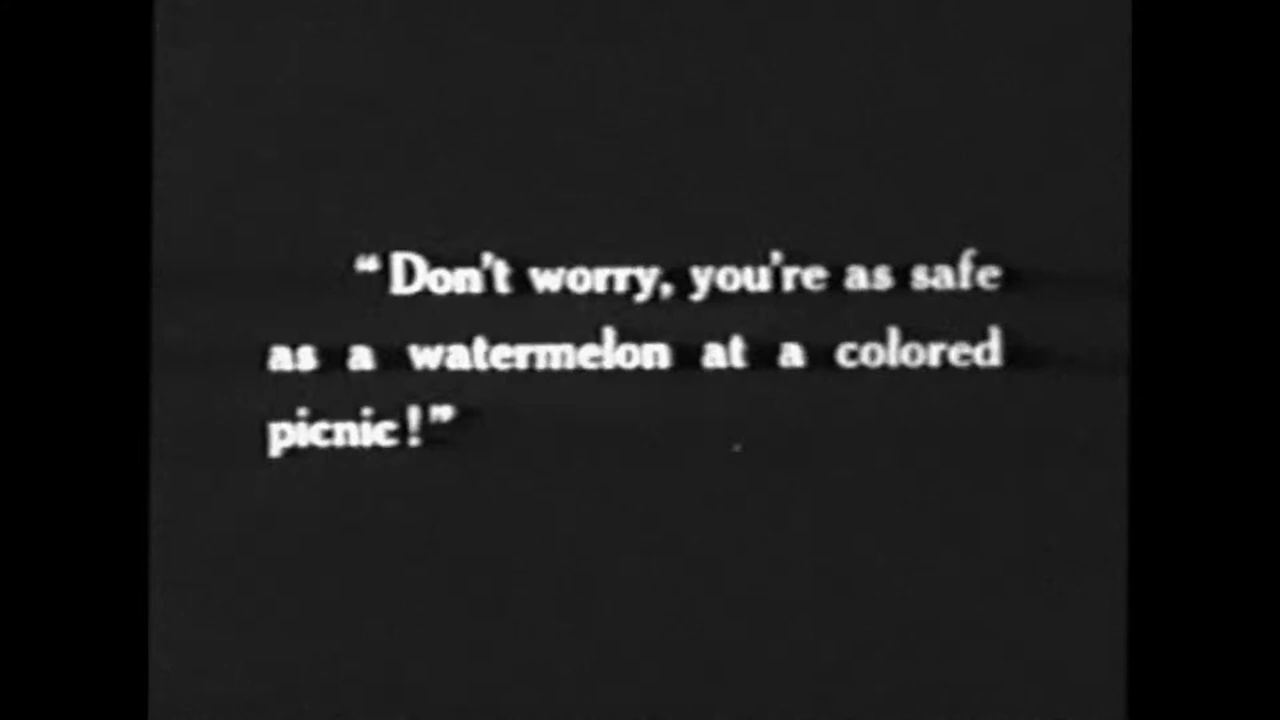 “Don't worry, you're as safe
as a watermelon at a colored
picnic!”